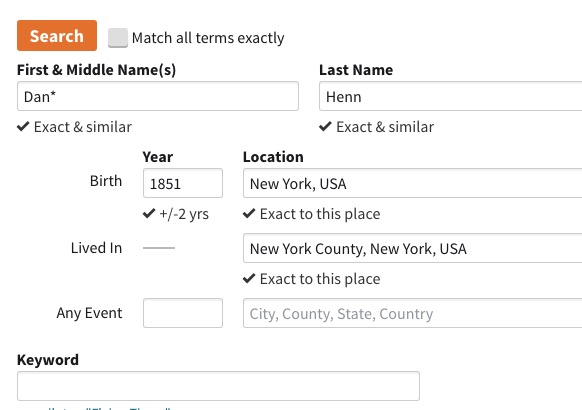 Search Match all terms exactly
First & Middle Name(s) Last Name
Dan* Henn
Exact & similar Exact & similar
Year Location
Birth 1851 New York, USA
+/-2 yrs Exact to this place
Lived In New York County, New York, USA
Exact to this place
Any Event City, County, State, Country
Keyword